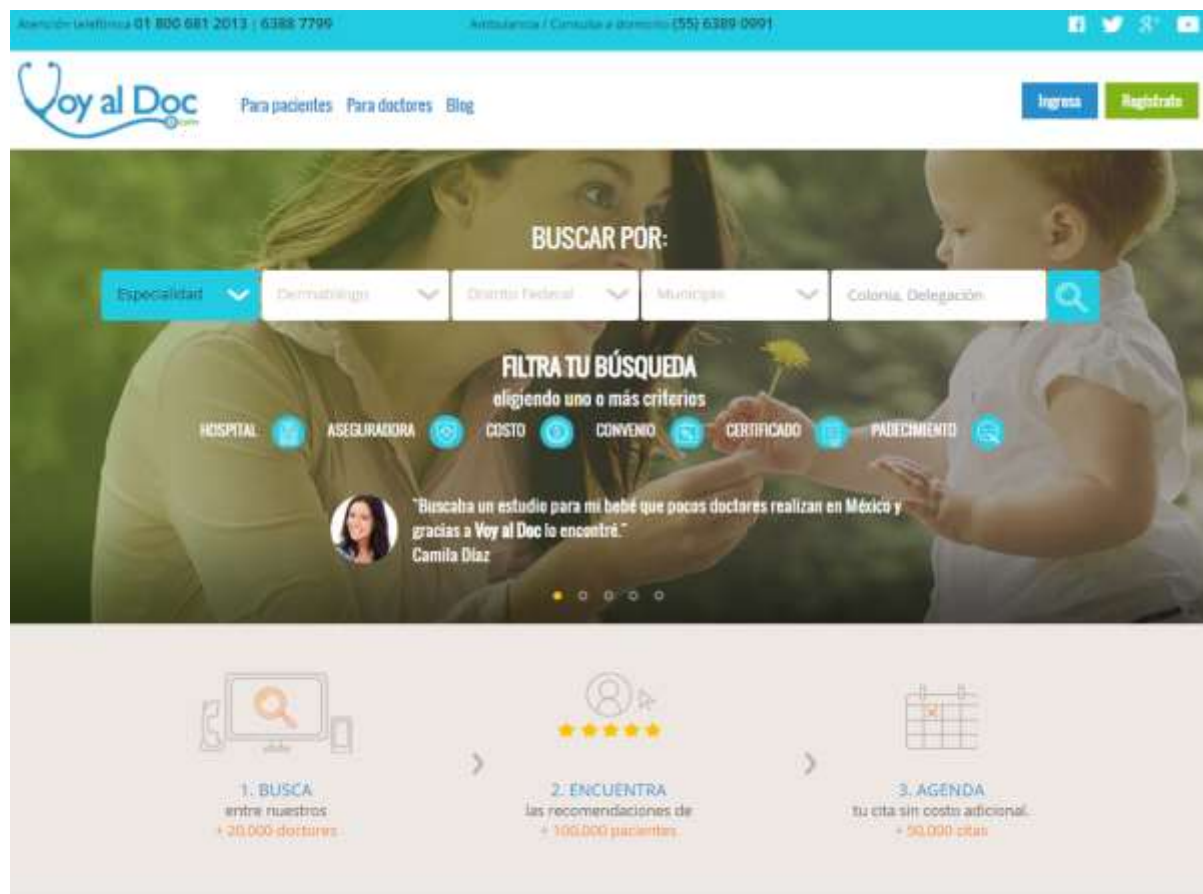 Atención telefónica 01 800 681 2013 | 6388 7799
Ambulancia / Consulta a domicilio (55) 6389 0991
Voy al Doc
.com
Para pacientes Para doctores Blog
Ingresa
Regístrate
BUSCAR POR:
Especialidad
Dermatólogo
Distrito Federal
Municipio
Colonia, Delegación
FILTRA TU BÚSQUEDA
eligiendo uno o más criterios
HOSPITAL ASEGURADORA COSTO CONVENIO CERTIFICADO PADECIMIENTO
"Buscaba un estudio para mi bebé que pocos doctores realizan en México y
gracias a Voy al Doc lo encontré."
Camila Díaz
1. BUSCA
entre nuestros
+ 20,000 doctores
2. ENCUENTRA
las recomendaciones de
+ 100,000 pacientes
3. AGENDA
tu cita sin costo adicional.
+ 50,000 citas